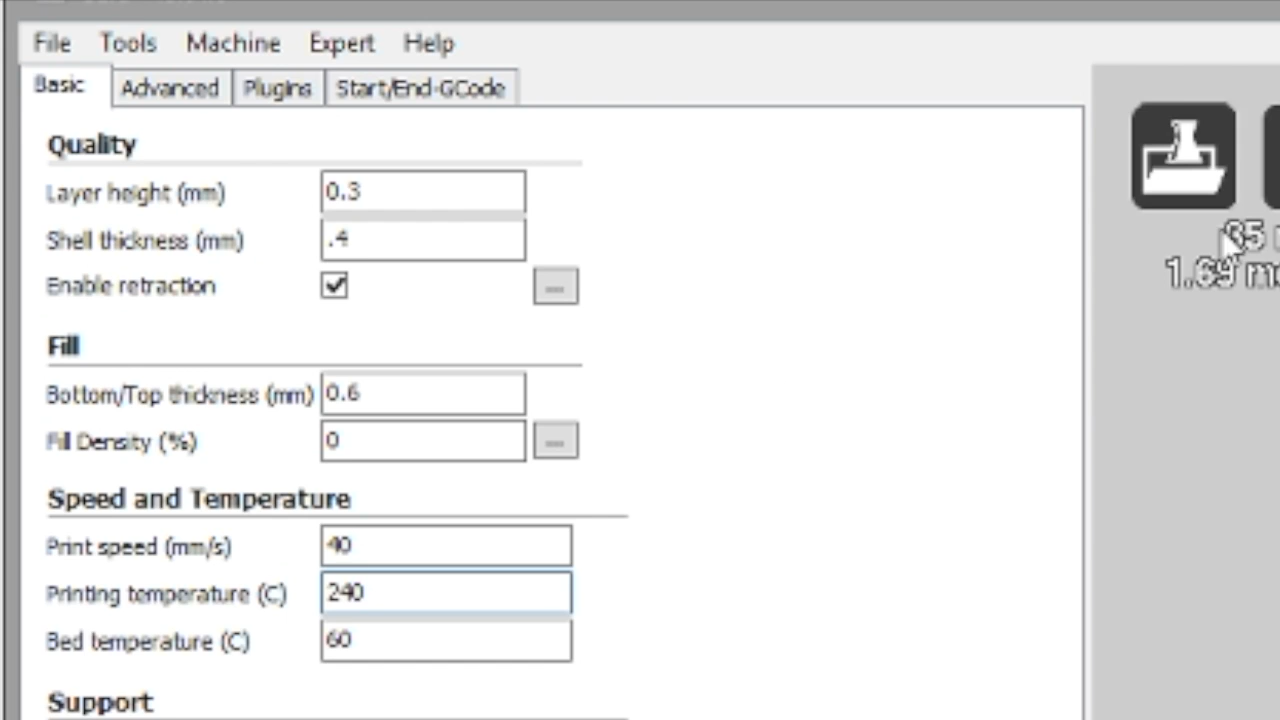 File Tools Machine Expert Help
Basic Advanced Plugins Start/End-GCode
Quality
Layer height (mm) 0.3
Shell thickness (mm) .4
Enable retraction ...
Fill
Bottom/Top thickness (mm) 0.6
Fill Density (%) 0 ...
Speed and Temperature
Print speed (mm/s) 40
Printing temperature (C) 240
Bed temperature (C) 60
Support
1.69